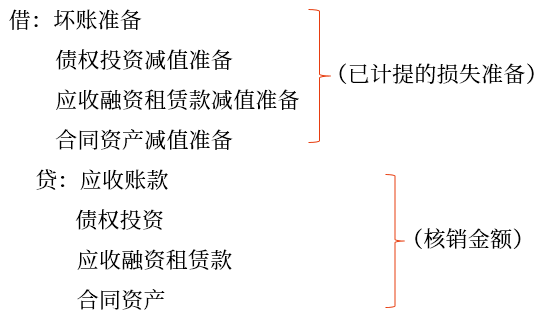 借：坏账准备
债权投资减值准备
应收融资租赁款减值准备
合同资产减值准备
（已计提的损失准备）
贷：应收账款
债权投资
应收融资租赁款
合同资产
（核销金额）